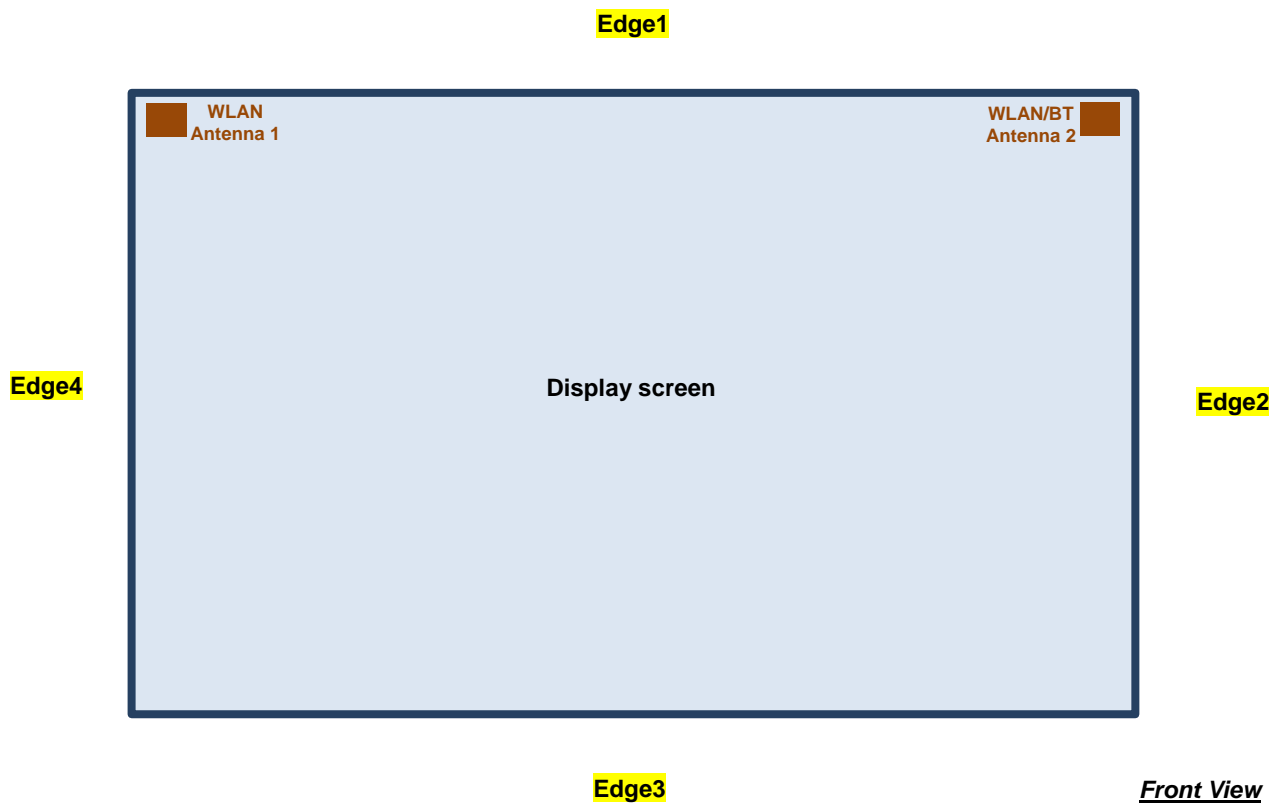 Edge1
WLAN
Antenna 1
WLAN/BT
Antenna 2
Edge4
Display screen
Edge2
Edge3
Front View